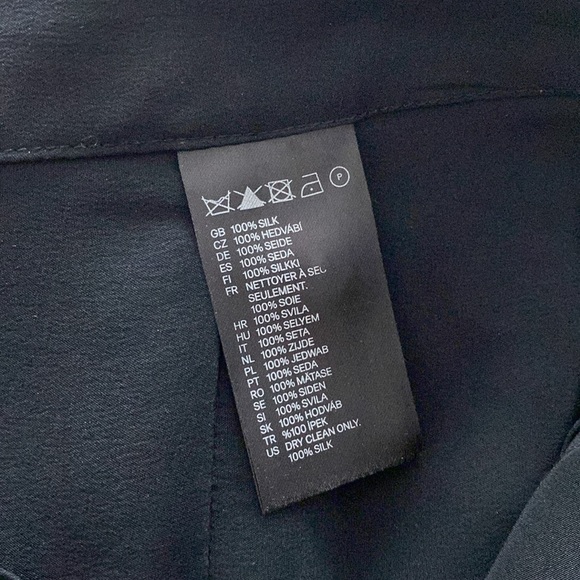 P
GB 100% SILK
CZ 100% HEDVÁBÍ
DE 100% SEIDE
ES 100% SEDA
FI 100% SILKKI
FR NETTOYER À SEC
SEULEMENT.
100% SOIE
HR 100% SVILA
HU 100% SELYEM
IT 100% SETA
NL 100% ZIJDE
PL 100% JEDWAB
PT 100% SEDA
RO 100% MĂTASE
SE 100% SIDEN
SI 100% SVILA
SK 100% HODVÁB
TR %100 İPEK
US DRY CLEAN ONLY.
100% SILK